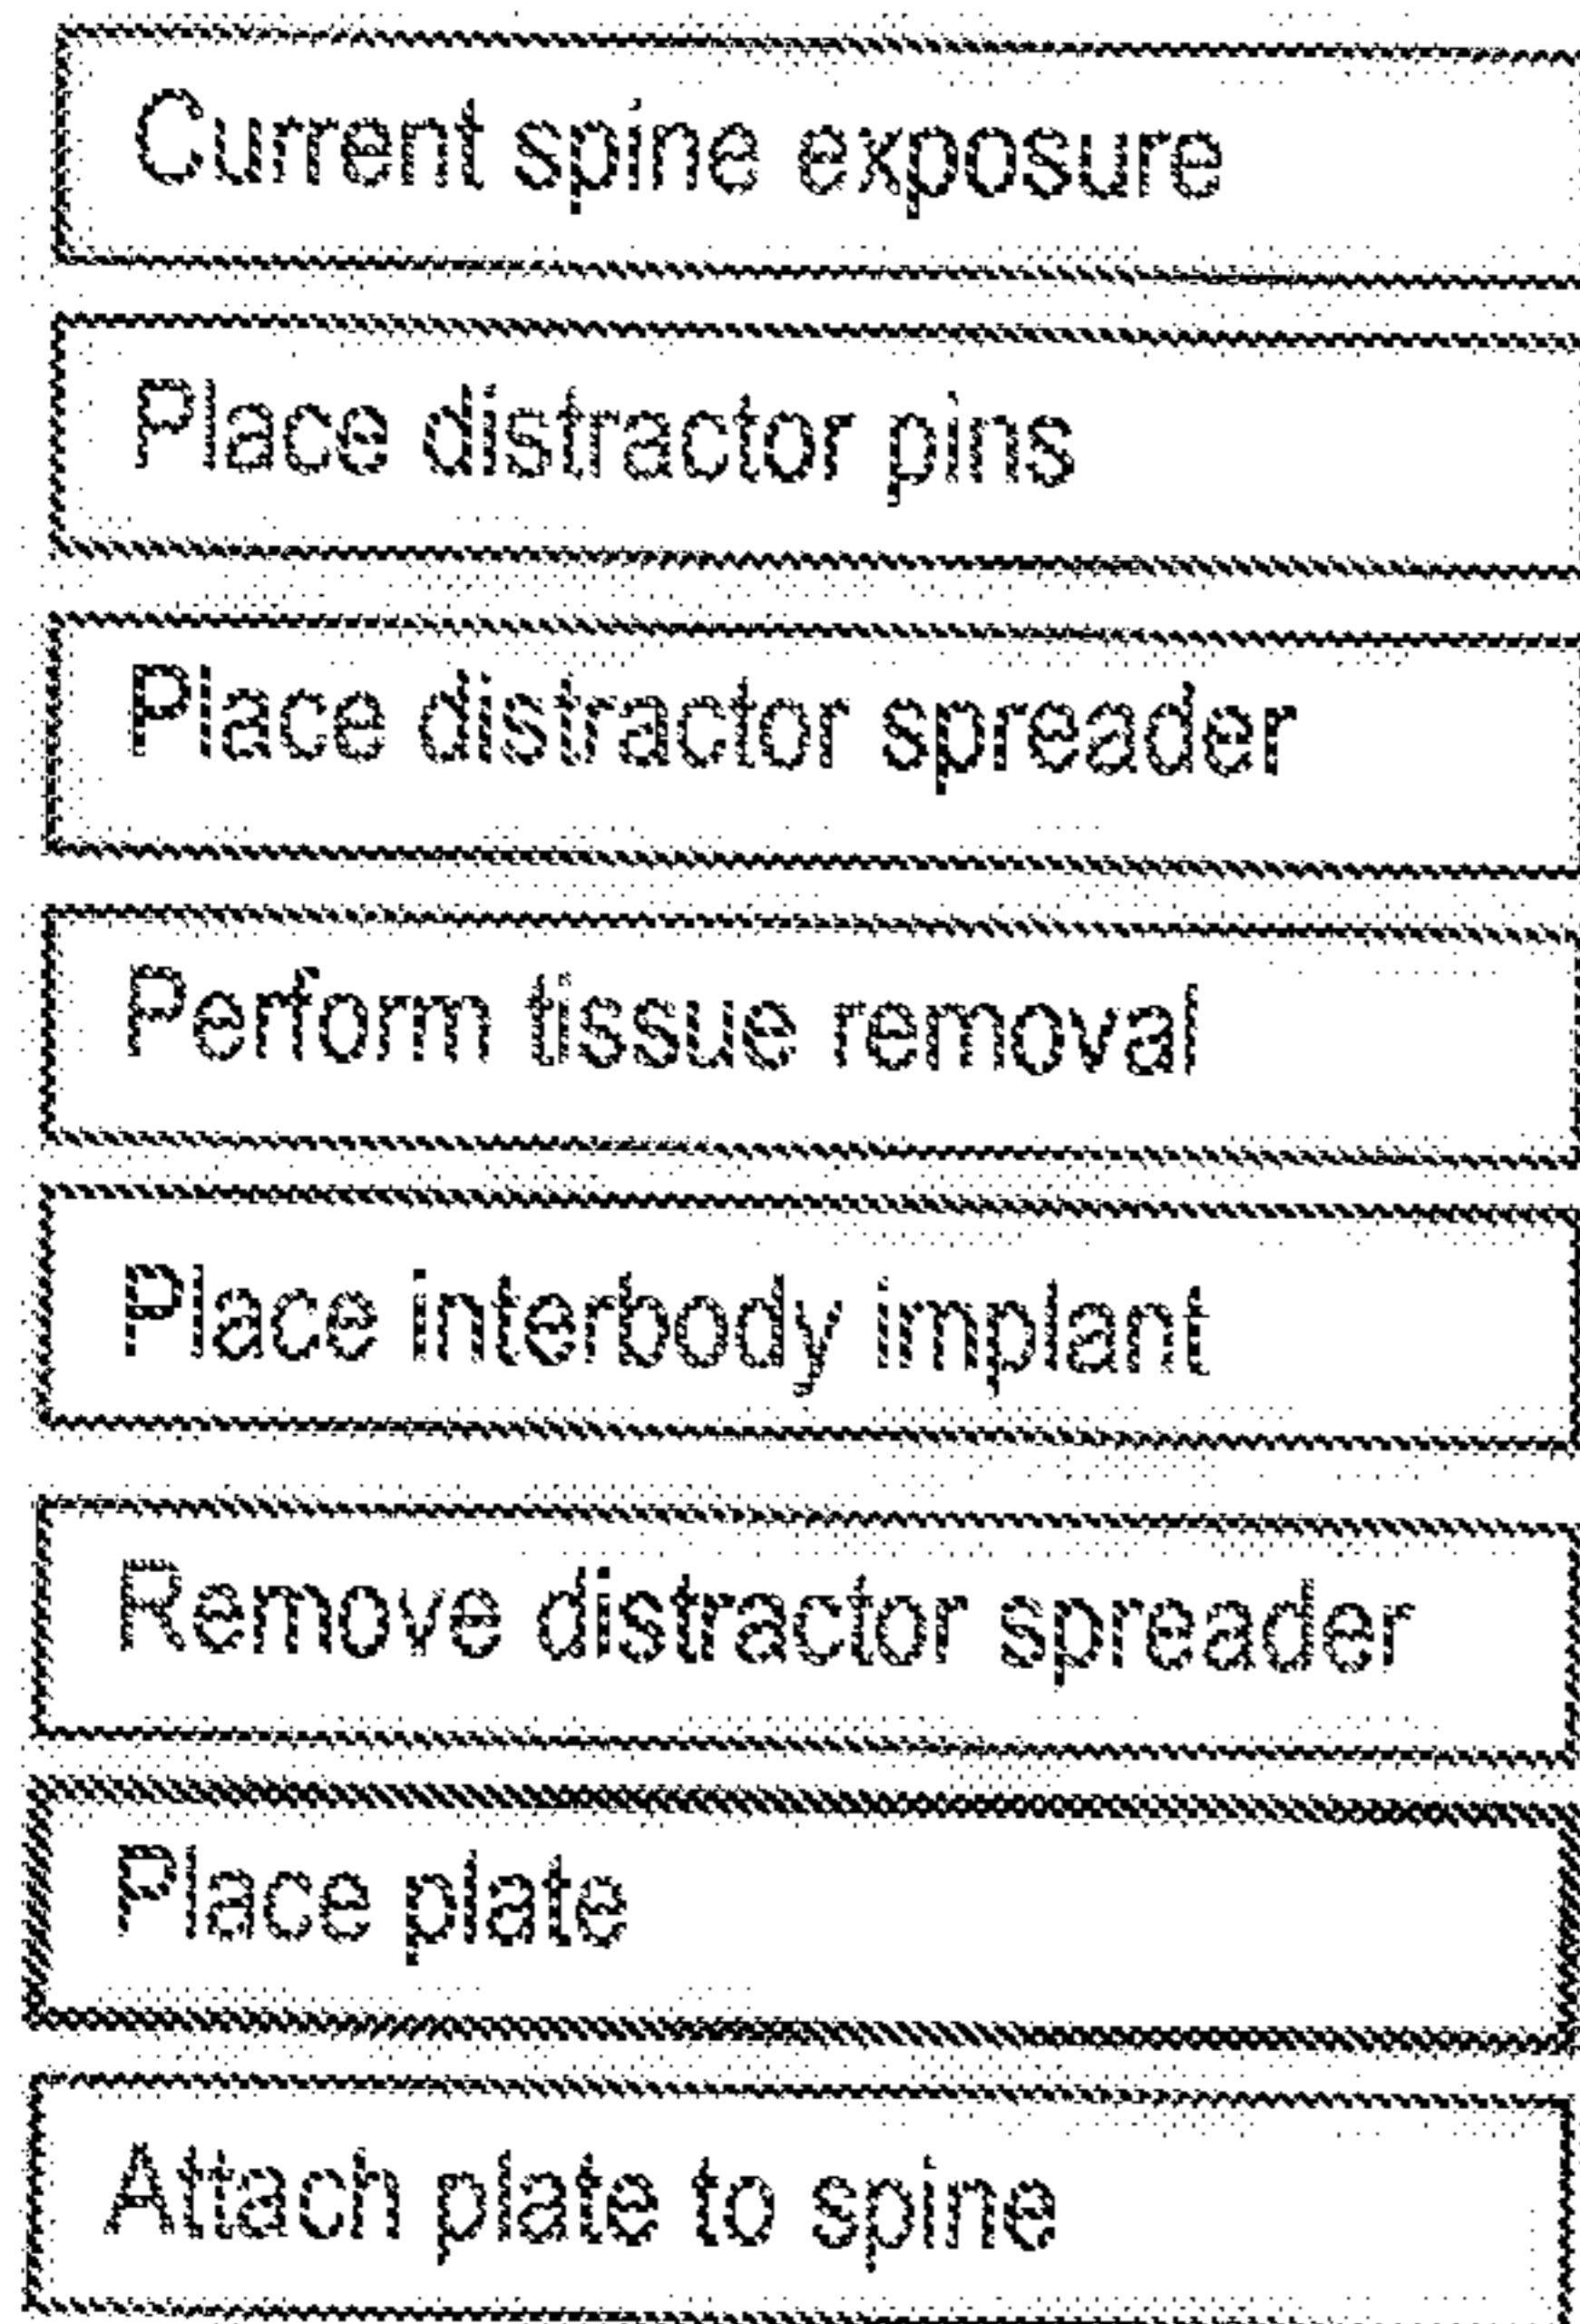 Current spine exposure
Place distractor pins
Place distractor spreader
Perform tissue removal
Place interbody implant
Remove distractor spreader
Place plate
Attach plate to spine